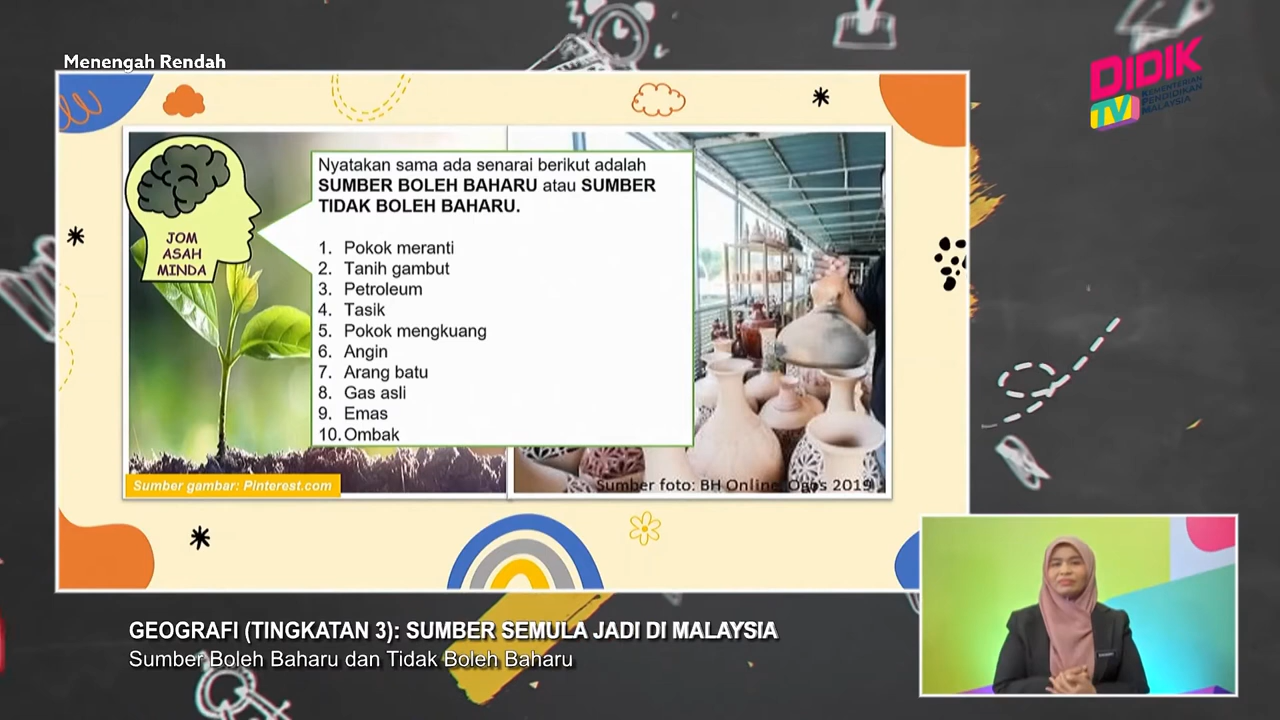 Menengah Rendah
DIDIK
TV
KEMENTERIAN
PENDIDIKAN
MALAYSIA
JOM
ASAH
MINDA
Nyatakan sama ada senarai berikut adalah
SUMBER BOLEH BAHARU atau SUMBER
TIDAK BOLEH BAHARU.
1. Pokok meranti
2. Tanih gambut
3. Petroleum
4. Tasik
5. Pokok mengkuang
6. Angin
7. Arang batu
8. Gas asli
9. Emas
10. Ombak
Sumber gambar: Pinterest.com
Sumber foto: BH Online, Ogos 2019
GEOGRAFI (TINGKATAN 3): SUMBER SEMULA JADI DI MALAYSIA
Sumber Boleh Baharu dan Tidak Boleh Baharu